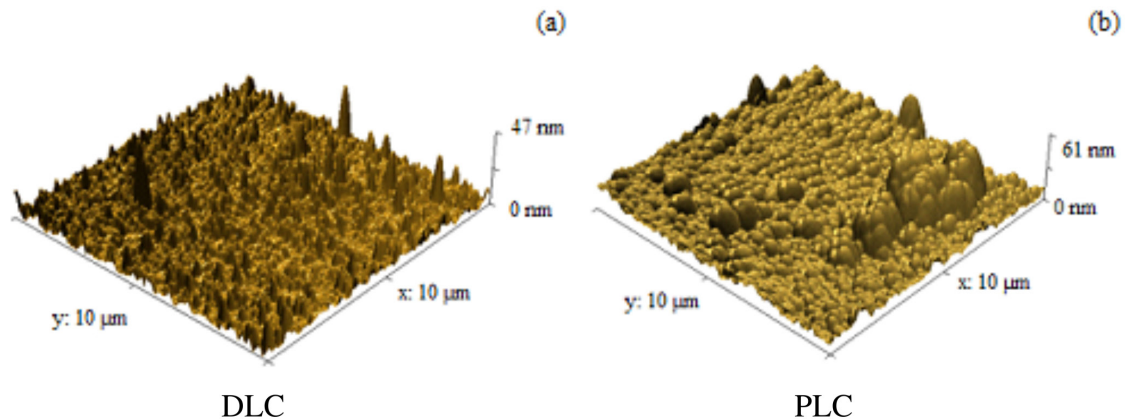 (a)
(b)
47 nm
0 nm
61 nm
0 nm
y: 10 μm
x: 10 μm
y: 10 μm
x: 10 μm
DLC
PLC